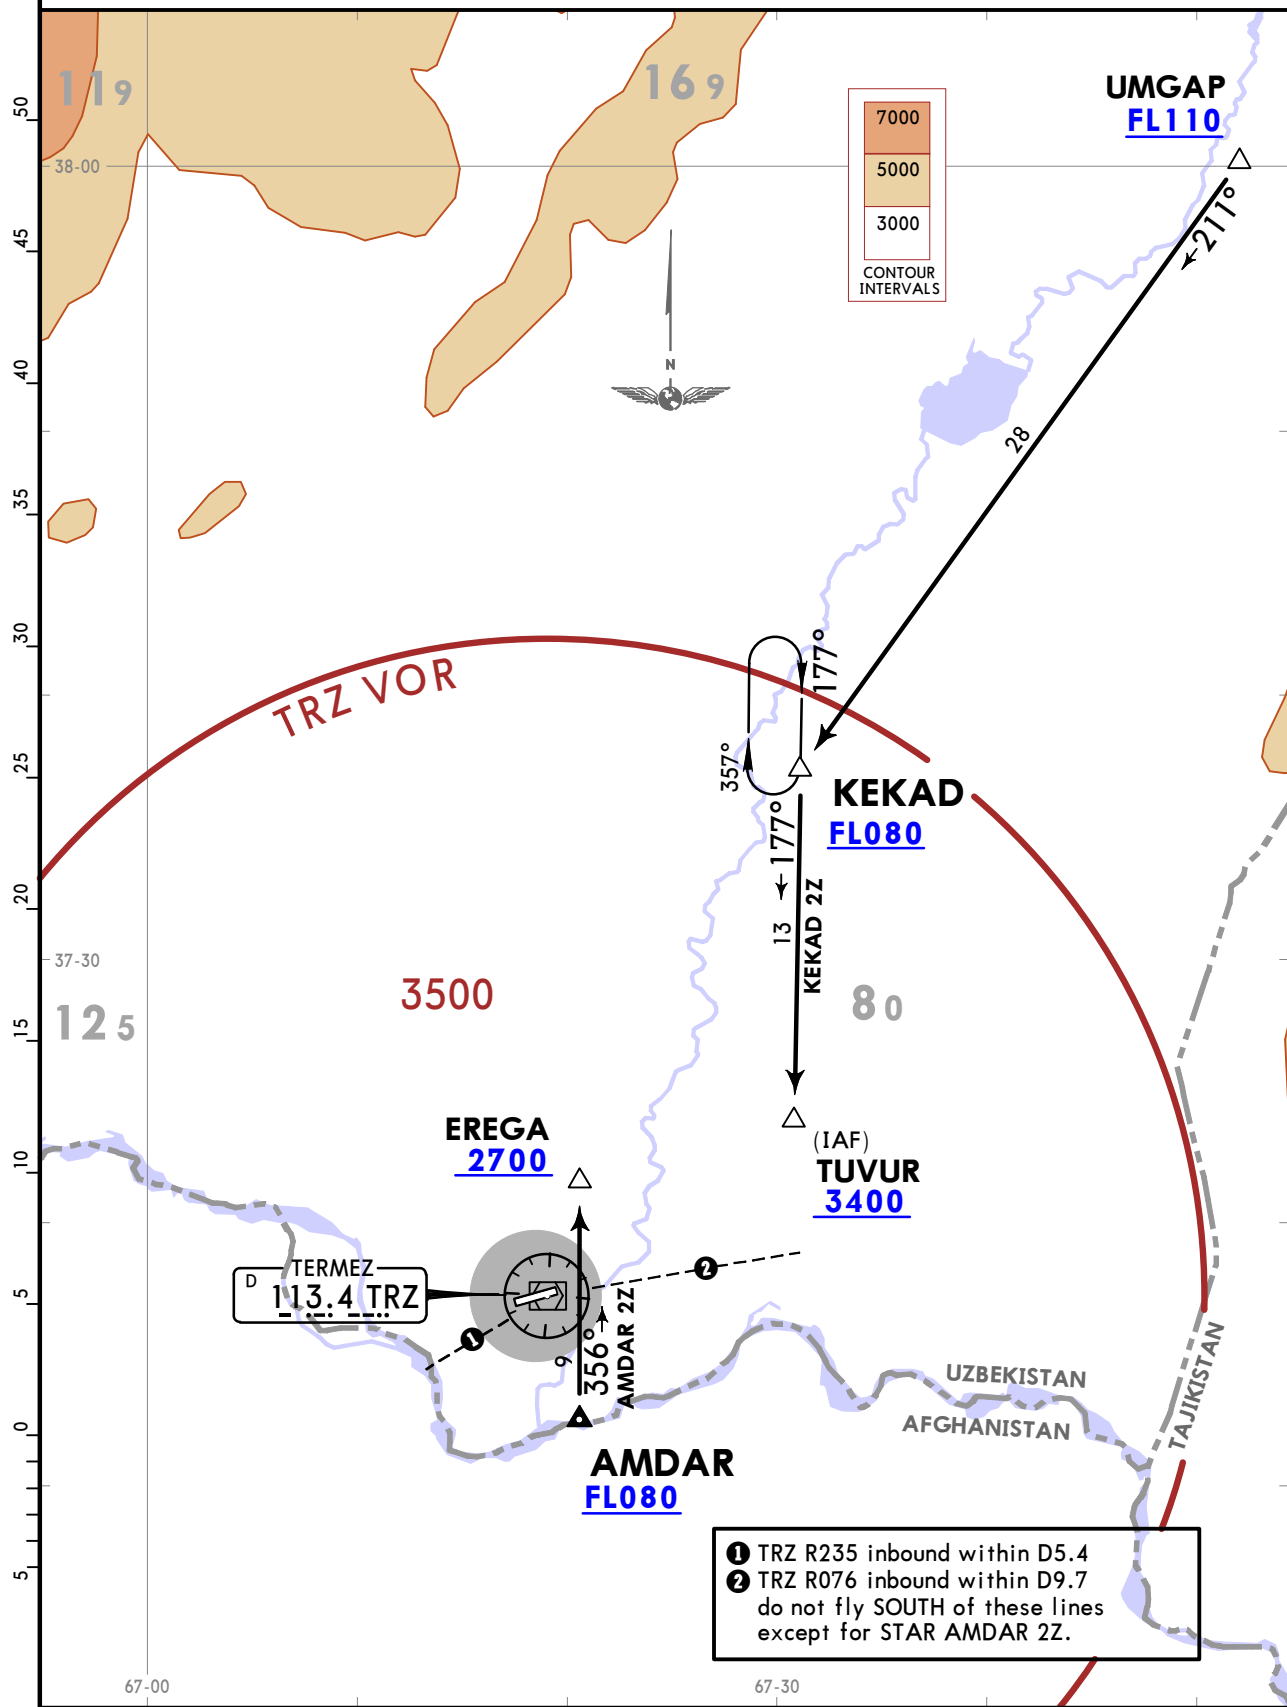 50
119
169
UMGAP
FL110
7000
5000
3000
CONTOUR
INTERVALS
38-00
211°
45
N
40
28
35
30
TRZ VOR
177°
357°
25
KEKAD
FL080
177°
13
KEKAD 2Z
20
37-30
3500
125
80
15
EREGA
2700
(IAF)
TUVUR
3400
10
TERMEZ
D
113.4 TRZ
5
2
1
9
356°
AMDAR 2Z
UZBEKISTAN
AFGHANISTAN
TAJIKISTAN
0
AMDAR
FL080
5
1 TRZ R235 inbound within D5.4
2 TRZ R076 inbound within D9.7
do not fly SOUTH of these lines
except for STAR AMDAR 2Z.
67-00
67-30